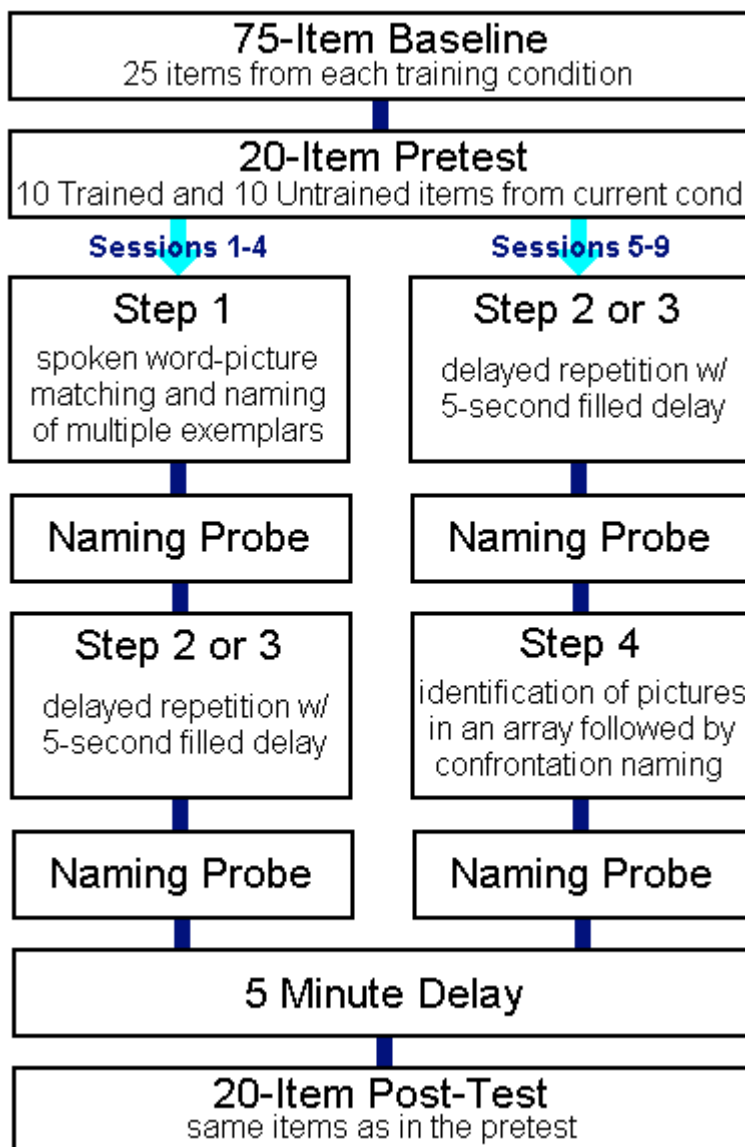 75-Item Baseline
25 items from each training condition
20-Item Pretest
10 Trained and 10 Untrained items from current cond
Sessions 1-4
Step 1
spoken word-picture
matching and naming
of multiple exemplars
Naming Probe
Step 2 or 3
delayed repetition w/
5-second filled delay
Naming Probe
Sessions 5-9
Step 2 or 3
delayed repetition w/
5-second filled delay
Naming Probe
Step 4
identification of pictures
in an array followed by
confrontation naming
Naming Probe
5 Minute Delay
20-Item Post-Test
same items as in the pretest